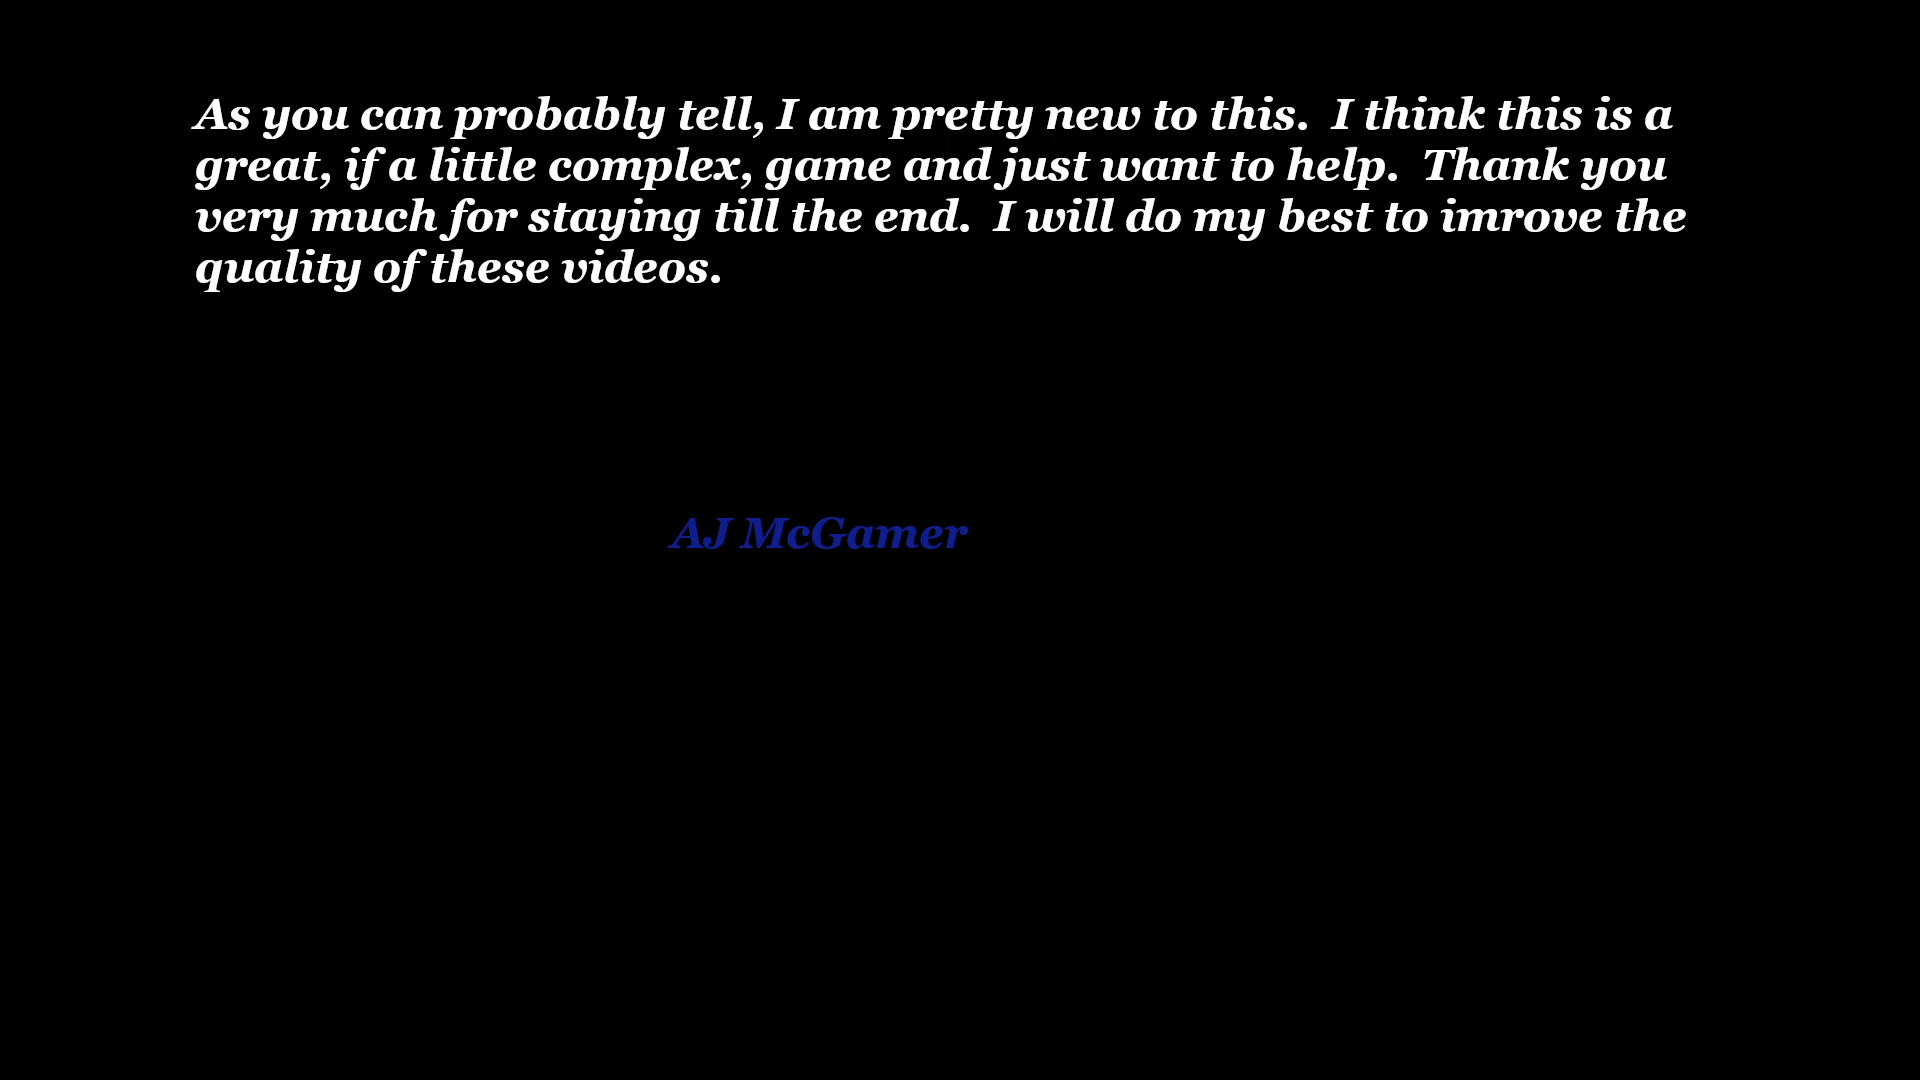 As you can probably tell, I am pretty new to this.  I think this is a
great, if a little complex, game and just want to help.  Thank you
very much for staying till the end.  I will do my best to imrove the
quality of these videos.
AJ McGamer